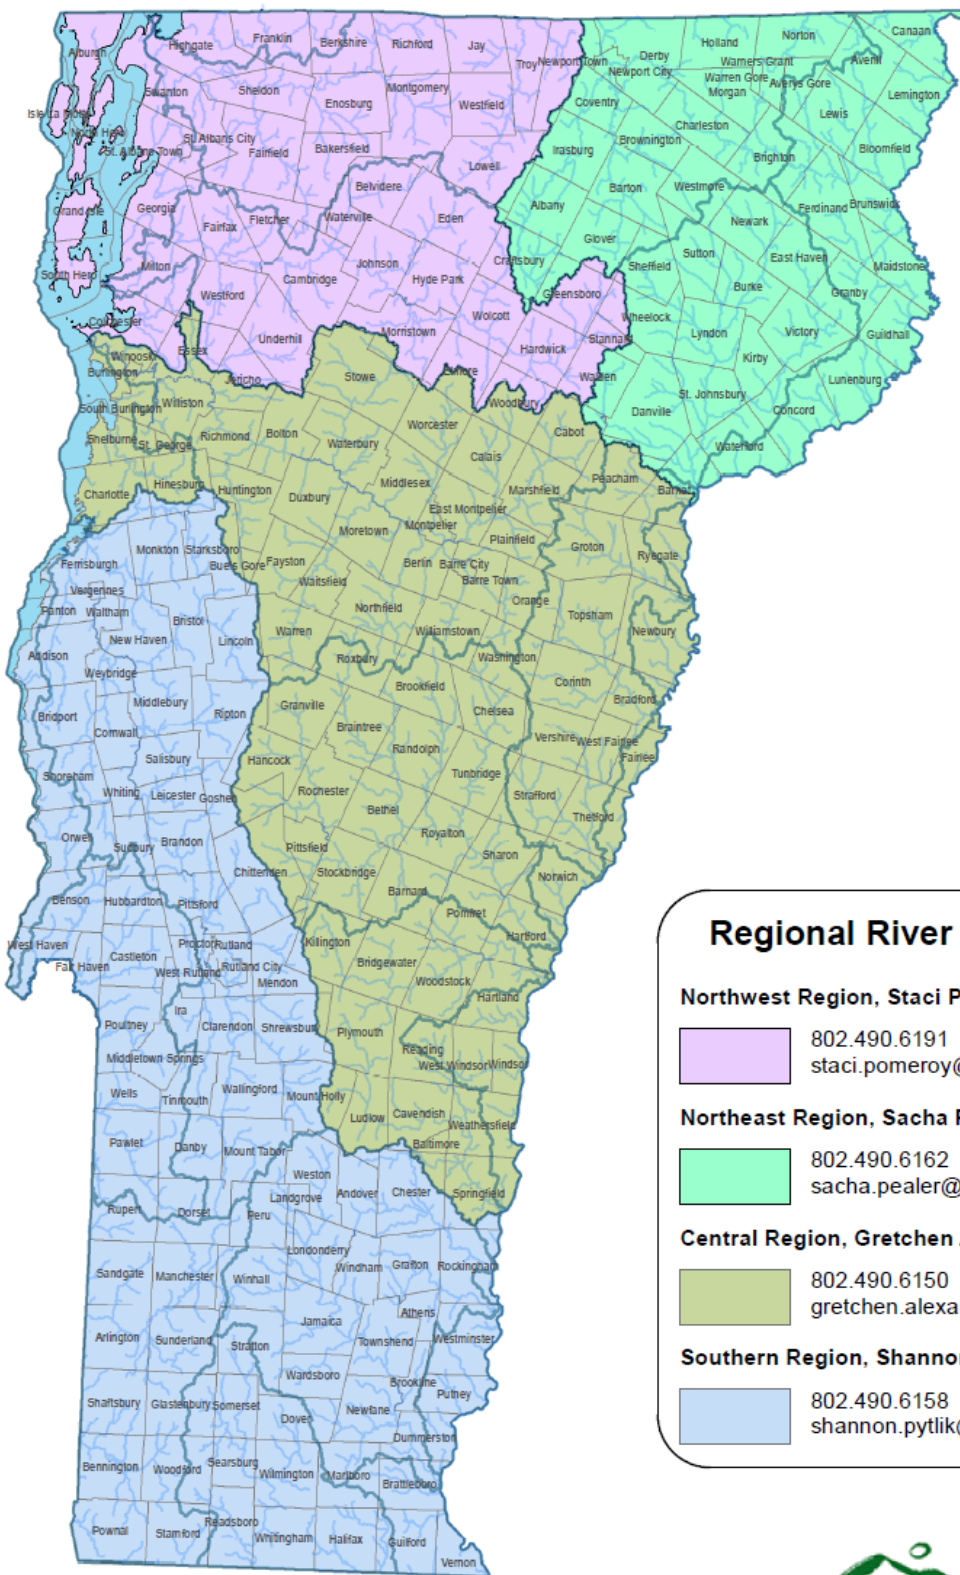 Alburgh
Highgate
Franklin
Berkshire
Richford
Jay
Troy
Newport Town
Derby
Holland
Norton
Canaan
Newport City
Warners Grant
Averill
Swanton
Sheldon
Enosburg
Montgomery
Westfield
Coventry
Warren Gore
Morgan
Averys Gore
Lewis
Lemington
Isle La Motte
North Hero
St. Albans City
St. Albans Town
Fairfield
Bakersfield
Lowell
Irasburg
Brownington
Charleston
Brighton
Bloomfield
Grand Isle
Georgia
Fairfax
Fletcher
Waterville
Belvidere
Eden
Albany
Barton
Westmore
Newark
Ferdinand
Brunswick
South Hero
Milton
Westford
Cambridge
Johnson
Hyde Park
Craftsbury
Glover
Sheffield
Sutton
East Haven
Maidstone
Greensboro
Burke
Granby
Colchester
Essex
Underhill
Morristown
Wolcott
Hardwick
Stannard
Wheelock
Lyndon
Victory
Guildhall
Winooski
Burlington
Jericho
Stowe
Elmore
Woodbury
Walden
Kirby
Lunenburg
South Burlington
Williston
Worcester
Cabot
Danville
St. Johnsbury
Concord
Shelburne
St. George
Richmond
Bolton
Waterbury
Calais
Waterford
Charlotte
Hinesburg
Huntington
Duxbury
Middlesex
Marshfield
Peacham
Barnet
East Montpelier
Montpelier
Moretown
Plainfield
Ferrisburgh
Monkton
Starksboro
Buel's Gore
Fayston
Waitsfield
Berlin
Barre City
Barre Town
Groton
Ryegate
Vergennes
Panton
Waltham
Bristol
Northfield
Orange
Topsham
New Haven
Lincoln
Warren
Williamstown
Newbury
Addison
Weybridge
Roxbury
Washington
Brookfield
Corinth
Bridport
Middlebury
Ripton
Granville
Chelsea
Bradford
Cornwall
Braintree
Randolph
Vershire
West Fairlee
Fairlee
Shoreham
Salisbury
Hancock
Tunbridge
Whiting
Leicester
Goshen
Rochester
Bethel
Strafford
Thetford
Orwell
Sudbury
Brandon
Pittsfield
Royalton
Sharon
Chittenden
Stockbridge
Norwich
Benson
Hubbardton
Pittsford
Barnard
Pomfret
West Haven
Proctor
Rutland
Killington
Hartford
Fair Haven
Castleton
West Rutland
Rutland City
Mendon
Bridgewater
Woodstock
Hartland
Ira
Poultney
Clarendon
Shrewsbury
Plymouth
Reading
Middletown Springs
West Windsor
Windsor
Wells
Tinmouth
Wallingford
Mount Holly
Ludlow
Cavendish
Weathersfield
Pawlet
Danby
Mount Tabor
Baltimore
Weston
Landgrove
Andover
Chester
Springfield
Rupert
Dorset
Peru
Londonderry
Windham
Grafton
Rockingham
Sandgate
Manchester
Winhall
Athens
Jamaica
Arlington
Sunderland
Stratton
Townshend
Westminster
Wardsboro
Brookline
Putney
Shaftsbury
Glastenbury
Somerset
Dover
Newfane
Dummerston
Bennington
Woodford
Searsburg
Wilmington
Marlboro
Brattleboro
Pownal
Stamford
Readsboro
Whitingham
Halifax
Guilford
Vernon
Regional River
Northwest Region, Staci P
802.490.6191
staci.pomeroy@
Northeast Region, Sacha P
802.490.6162
sacha.pealer@
Central Region, Gretchen
802.490.6150
gretchen.alexa
Southern Region, Shannon
802.490.6158
shannon.pytlik@